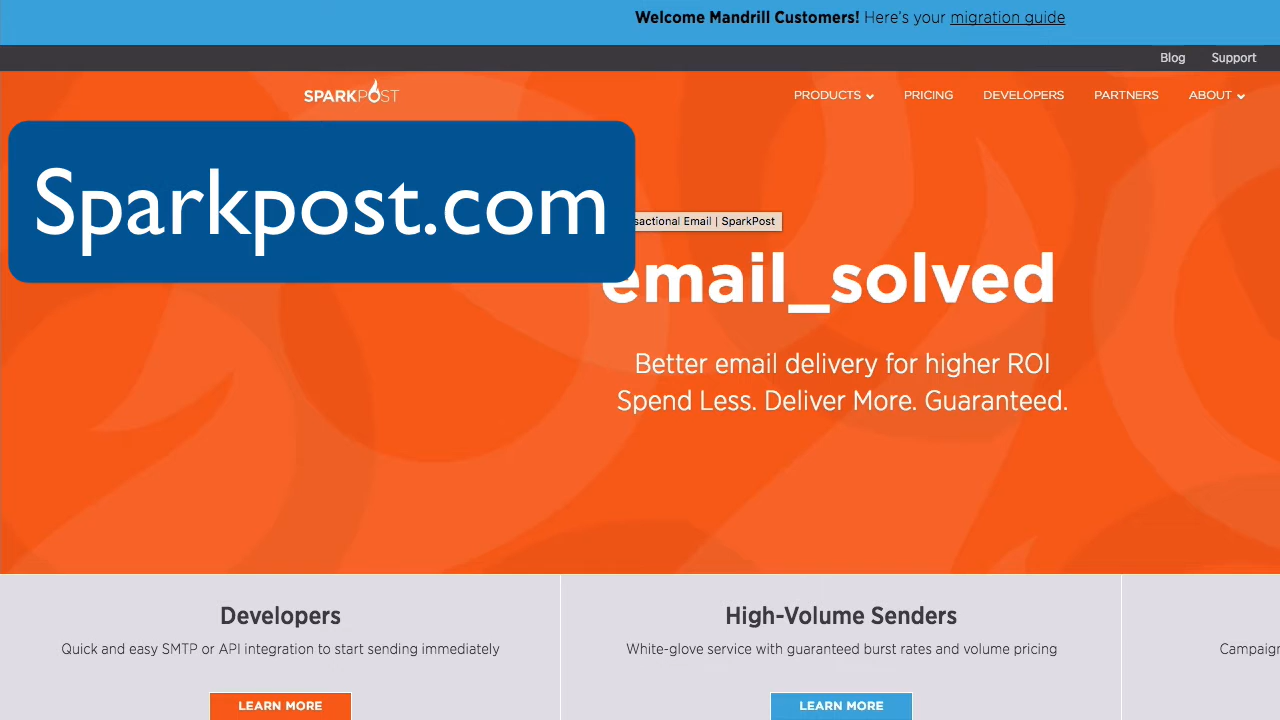 Welcome Mandrill Customers! Here's your migration guide
Blog Support
SPARKPOST
PRODUCTS PRICING DEVELOPERS PARTNERS ABOUT
Sparkpost.com
Email | SparkPost
email_solved
Better email delivery for higher ROI
Spend Less. Deliver More. Guaranteed.
Developers
Quick and easy SMTP or API integration to start sending immediately
LEARN MORE
High-Volume Senders
White-glove service with guaranteed burst rates and volume pricing
LEARN MORE